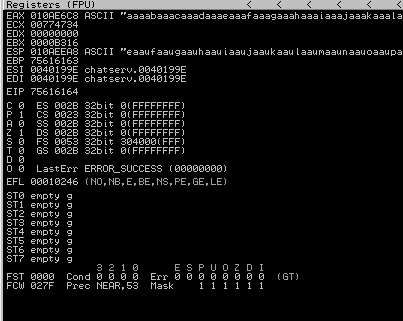 Registers (FPU) < < < < <
EAX 010AE6C8 ASCII "aaaabaaacaaadaaaeaaafaaagaaahaaaiaaajaaakaaala
ECX 00774734
EDX 00000000
EBX 0000B316
ESP 010AEEA8 ASCII "eaaufaaugauuhauuiauujauukauulauumauunauuoauupa
EBP 75616163
ESI 0040199E chatserv.0040199E
EDI 0040199E chatserv.0040199E
EIP 75616164
C 0 ES 002B 32bit 0(FFFFFFFF)
P 1 CS 0023 32bit 0(FFFFFFFF)
A 0 SS 002B 32bit 0(FFFFFFFF)
Z 1 DS 002B 32bit 0(FFFFFFFF)
S 0 FS 0053 32bit 304000(FFF)
T 0 GS 002B 32bit 0(FFFFFFFF)
D 0
O 0 LastErr ERROR_SUCCESS (00000000)
EFL 00010246 (NO,NB,E,BE,NS,PE,GE,LE)
ST0 empty g
ST1 empty g
ST2 empty g
ST3 empty g
ST4 empty g
ST5 empty g
ST6 empty g
ST7 empty g
3 2 1 0 E S P U O Z D I
FST 0000 Cond 0 0 0 0 Err 0 0 0 0 0 0 0 0 (GT)
FCW 027F Prec NEAR,53 Mask 1 1 1 1 1 1